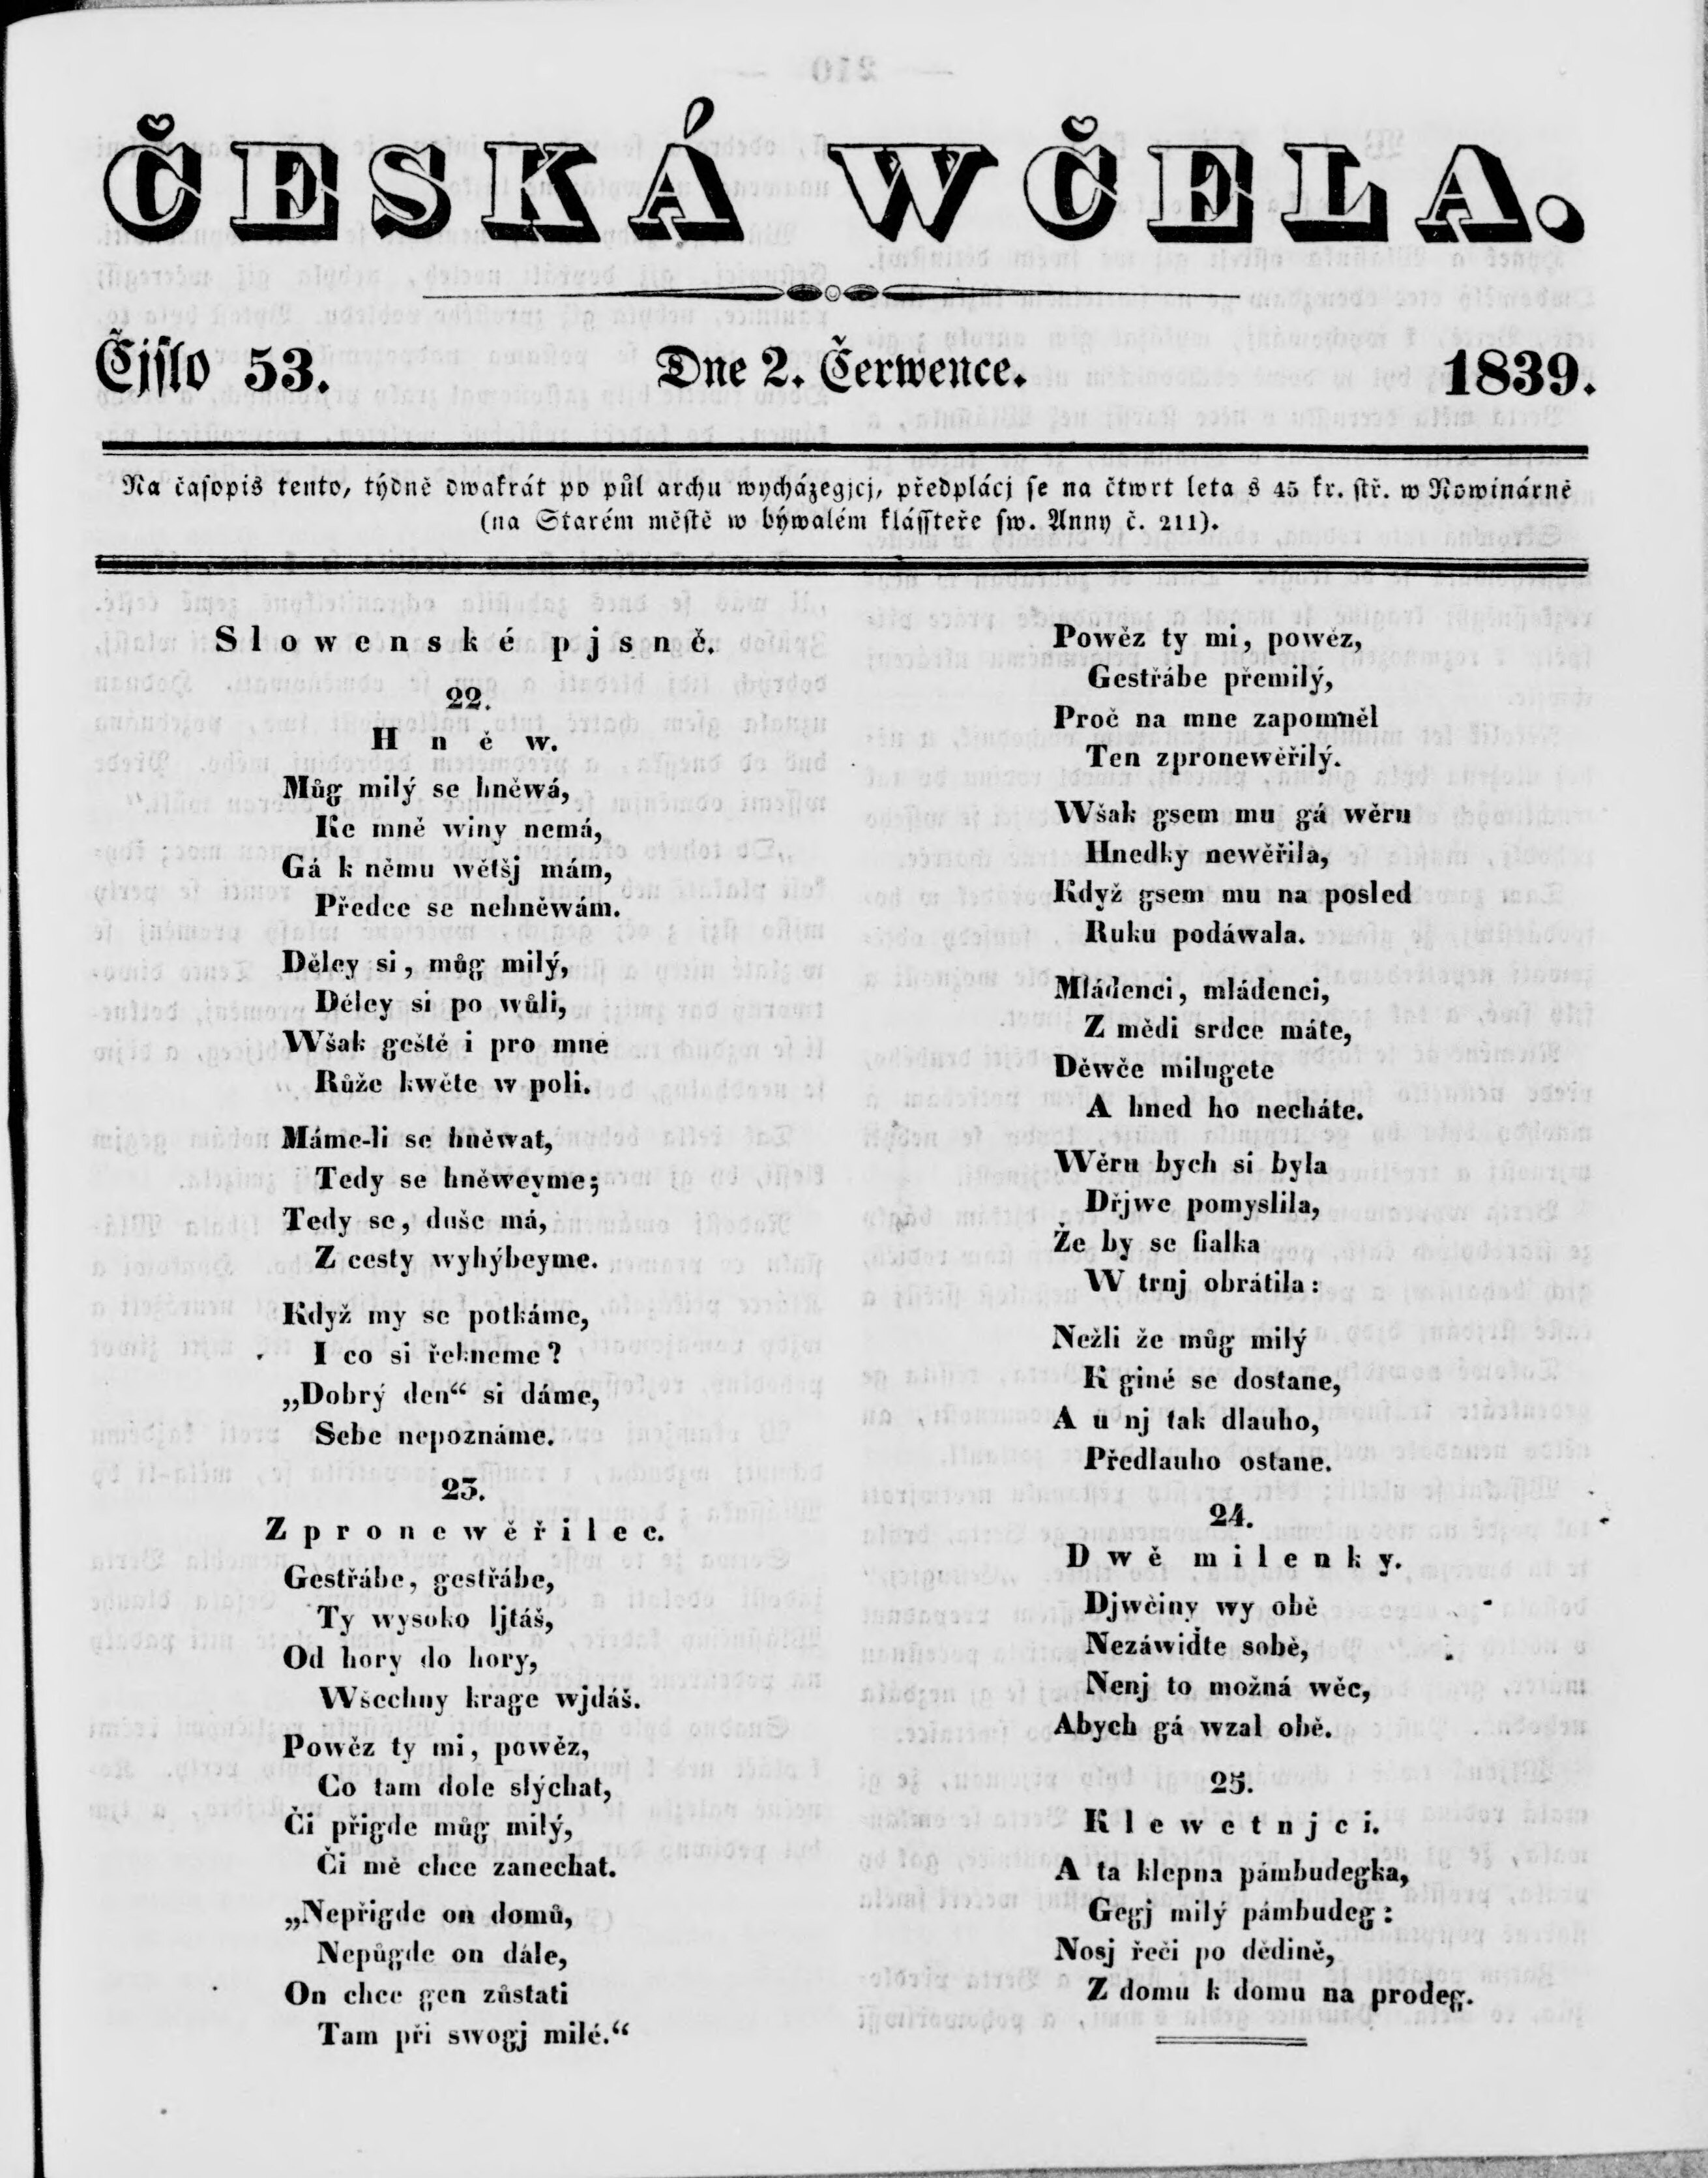 ČESKÁ WČELA.
Čjslo 53.
Dne 2. Čerwence.
1839.
Na časopis tento, týdně dwakrát po půl archu wycházegjcj, předplácj se na čtwrt leta s 45 kr. stř. w Nowinárně
(na Starém městě w býwalém klášsteře sw. Anny č. 211).
Slowenské pjsně.
22.
Hněw.
Můg milý se hněwá,
Ke mně winy nemá,
Gá k němu wětšj mám,
Předce se nehněwám.
Děley si, můg milý,
Děley si po wůli,
Wšak geště i pro mne
Růže kwěte w poli.
Máme-li se hněwat,
Tedy se hněweyme;
Tedy se, duše má,
Z cesty wyhýbeyme.
Když my se potkáme,
I co si řekneme?
„Dobrý den“ si dáme,
Sebe nepoznáme.
23.
Zpronewěřilec.
Gestřábe, gestřábe,
Ty wysoko ljtáš,
Od hory do hory,
Wšechny krage wjdáš.
Powěz ty mi, powěz,
Co tam dole slýchat,
Či přigde můg milý,
Či mě chce zanechat.
„Nepřigde on domů,
Nepůgde on dále,
On chce gen zůstati
Tam při swogj milé.“
Powěz ty mi, powěz,
Gestřábe přemilý,
Proč na mne zapomněl
Ten zpronewěřilý.
Wšak gsem mu gá wěru
Hnedky newěřila,
Když gsem mu na posled
Ruku podáwala.
Mládenci, mládenci,
Z mědi srdce máte,
Děwče milugete
A hned ho necháte.
Wěru bych si byla
Dřjwe pomyslila,
Že by se fialka
W trnj obrátila:
Nežli že můg milý
K giné se dostane,
A u nj tak dlauho,
Předlauho ostane.
24.
Dwě milenky.
Djwčiny wy obě
Nezáwiďte sobě,
Nenj to možná wěc,
Abych gá wzal obě.
25.
Klewetnjci.
A ta klepna pámbudegka,
Gegj milý pámbudeg:
Nosj řeči po dědině,
Z domu k domu na prodeg.